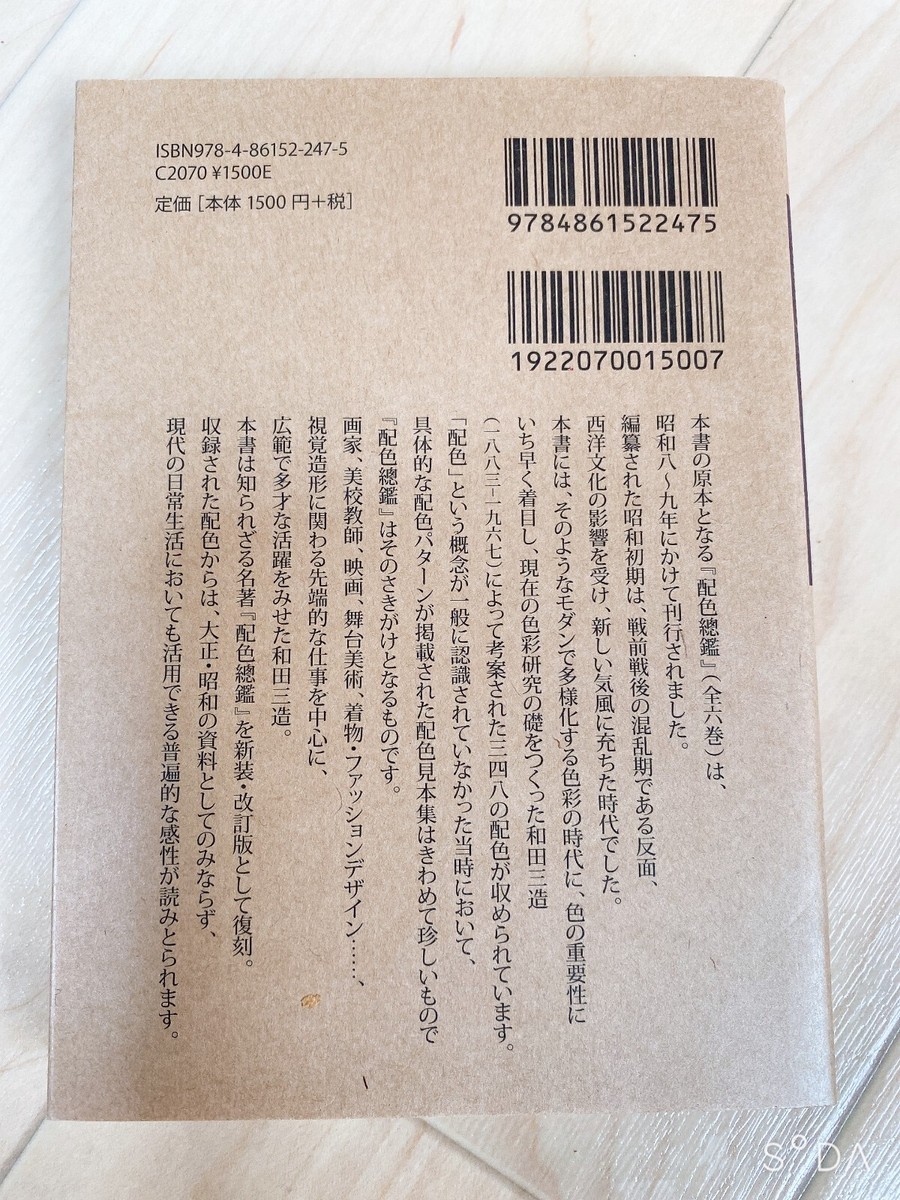 ISBN978-4-86152-247-5
C2070 ¥1500E
定価［本体 1500 円＋税］
9784861522475
1922070015007
本書の原本となる『配色總鑑』（全六巻）は、
昭和八〜九年にかけて刊行されました。
編纂された昭和初期は、戦前戦後の混乱期である反面、
西洋文化の影響を受け、新しい気風に充ちた時代でした。
本書には、そのようなモダンで多様化する色彩の時代に、色の重要性に
いち早く着目し、現在の色彩研究の礎をつくった和田三造
（一八八三–一九六七）によって考案された三四八の配色が収められています。
「配色」という概念が一般に認識されていなかった当時において、
具体的な配色パターンが掲載された配色見本集はきわめて珍しいもので
『配色總鑑』はそのさきがけとなるものです。
画家、美校教師、映画、舞台美術、着物・ファッションデザイン……、
視覚造形に関わる先端的な仕事を中心に、
広範で多才な活躍をみせた和田三造。
本書は知られざる名著『配色總鑑』を新装・改訂版として復刻。
収録された配色からは、大正・昭和の資料としてのみならず、
現代の日常生活においても活用できる普遍的な感性が読みとられます。
SODA